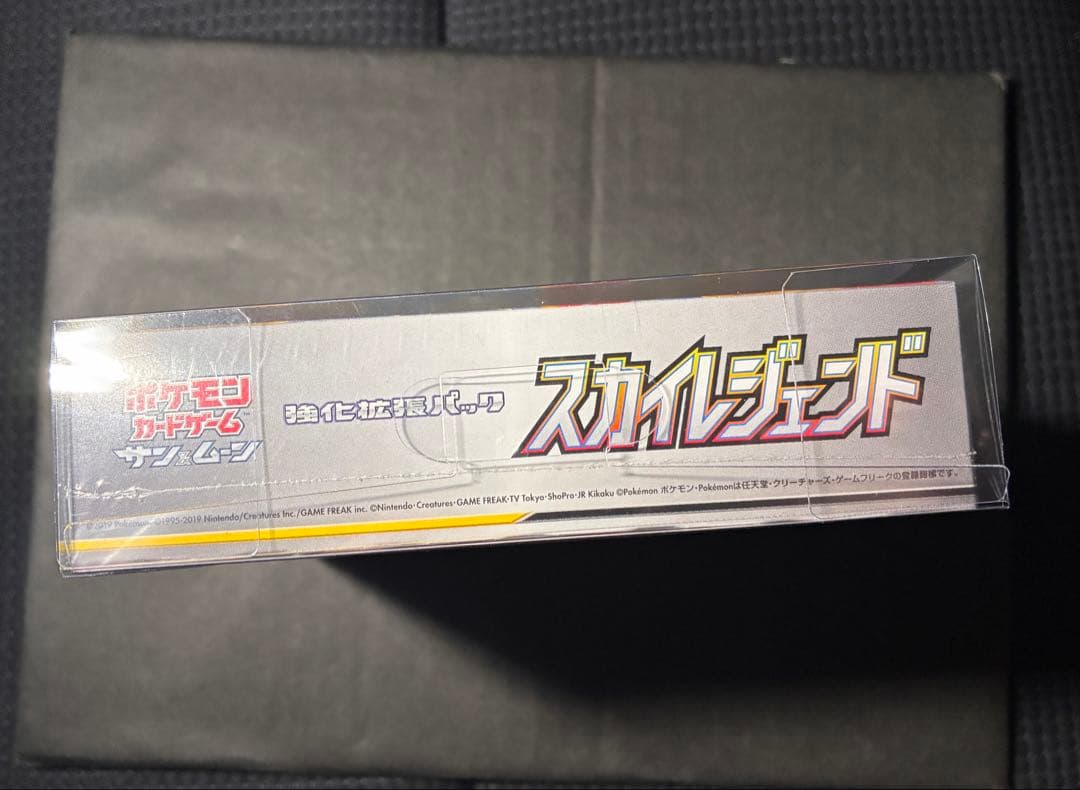 ポケモン
カードゲーム™
サン&ムーン
強化拡張パック
スカイレジェンド
©2019 Pokémon. ©1995-2019 Nintendo/Creatures Inc./GAME FREAK inc. ©Nintendo・Creatures・GAME FREAK・TV Tokyo・ShoPro・JR Kikaku ©Pokémon ポケモン・Pokémonは任天堂・クリーチャーズ・ゲームフリークの登録商標です。